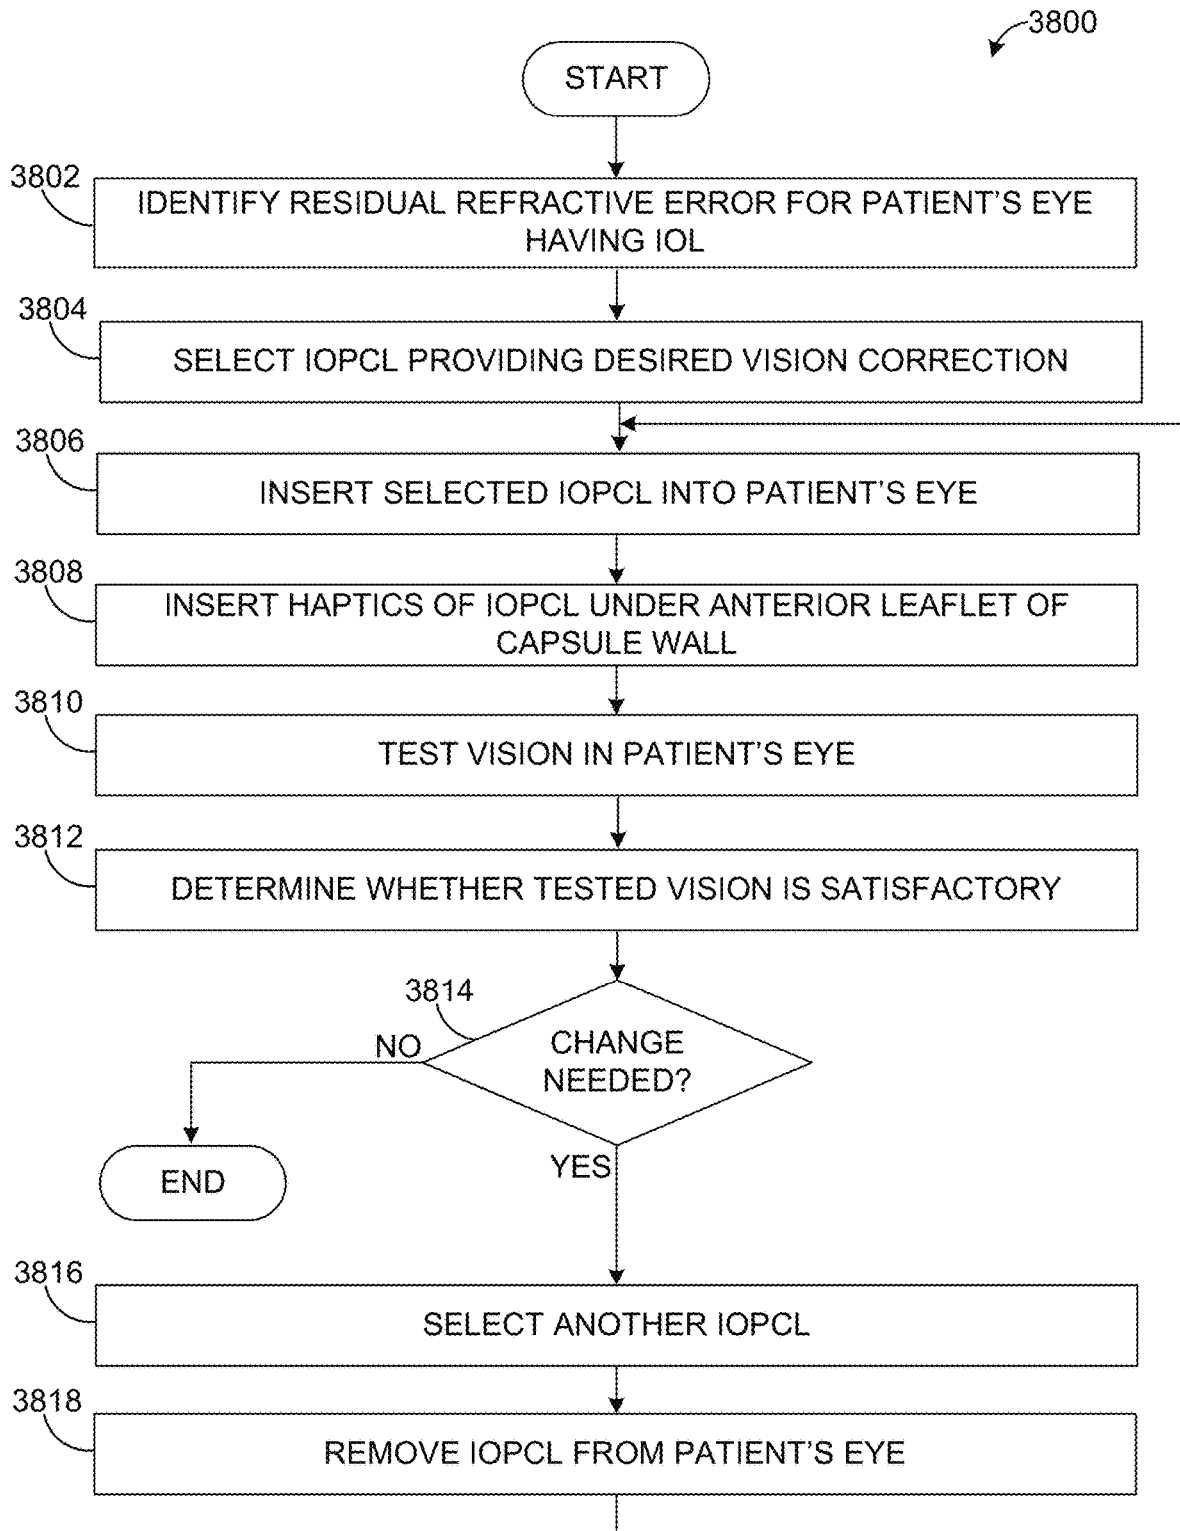 3800
START
3802
IDENTIFY RESIDUAL REFRACTIVE ERROR FOR PATIENT'S EYE
HAVING IOL
3804
SELECT IOPCL PROVIDING DESIRED VISION CORRECTION
3806
INSERT SELECTED IOPCL INTO PATIENT'S EYE
3808
INSERT HAPTICS OF IOPCL UNDER ANTERIOR LEAFLET OF
CAPSULE WALL
3810
TEST VISION IN PATIENT'S EYE
3812
DETERMINE WHETHER TESTED VISION IS SATISFACTORY
3814
NO
CHANGE
NEEDED?
YES
END
3816
SELECT ANOTHER IOPCL
3818
REMOVE IOPCL FROM PATIENT'S EYE